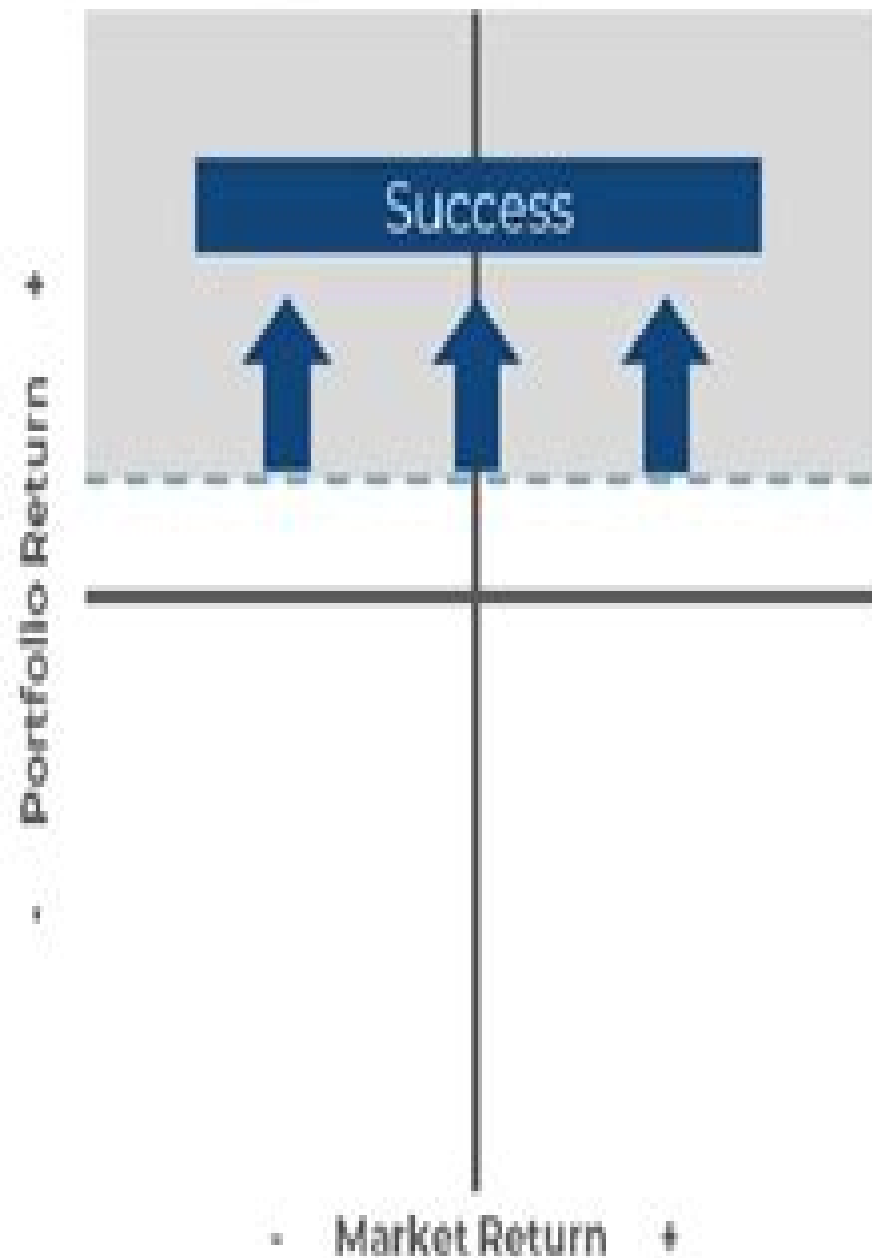 Success
- Portfolio Return +
- Market Return +